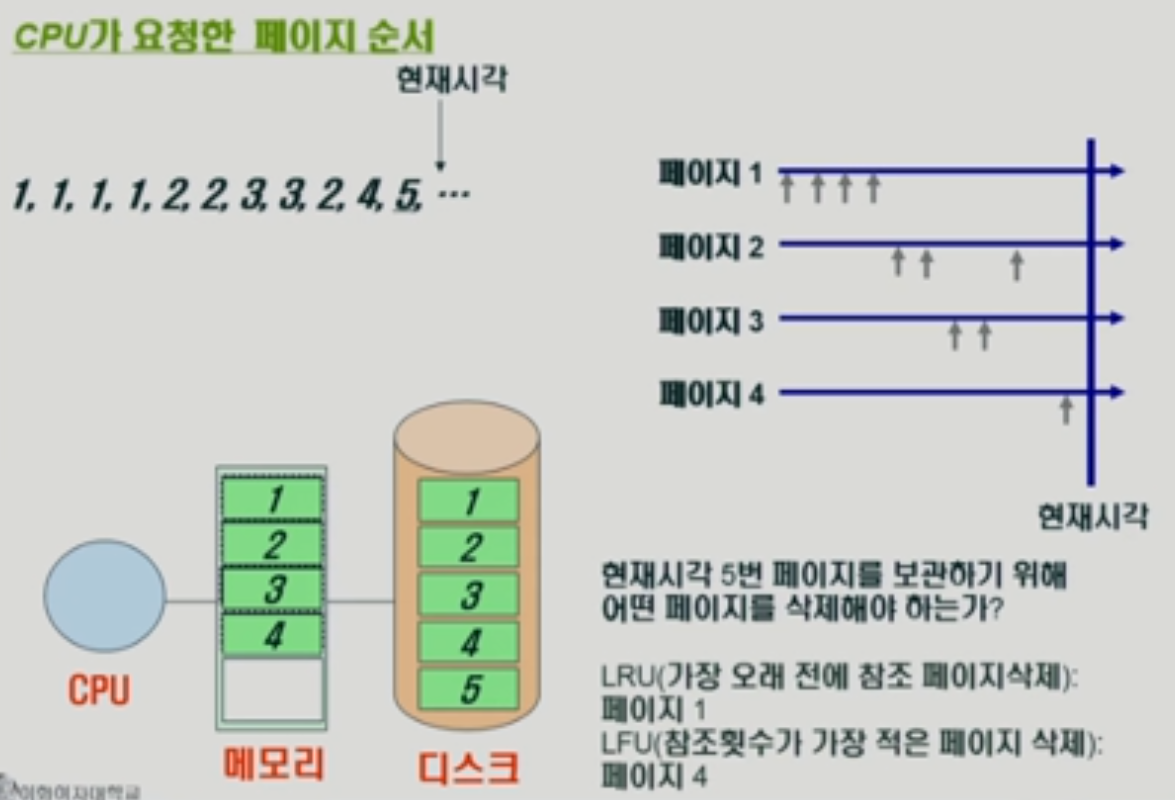 CPU가 요청한 페이지 순서
현재시각
1, 1, 1, 1, 2, 2, 3, 3, 2, 4, 5, ...
페이지 1
페이지 2
페이지 3
페이지 4
현재시각
1
2
3
4
1
2
3
4
5
CPU
메모리
디스크
현재시각 5번 페이지를 보관하기 위해
어떤 페이지를 삭제해야 하는가?
LRU(가장 오래 전에 참조 페이지삭제):
페이지 1
LFU(참조횟수가 가장 적은 페이지 삭제):
페이지 4
이화여자대학교